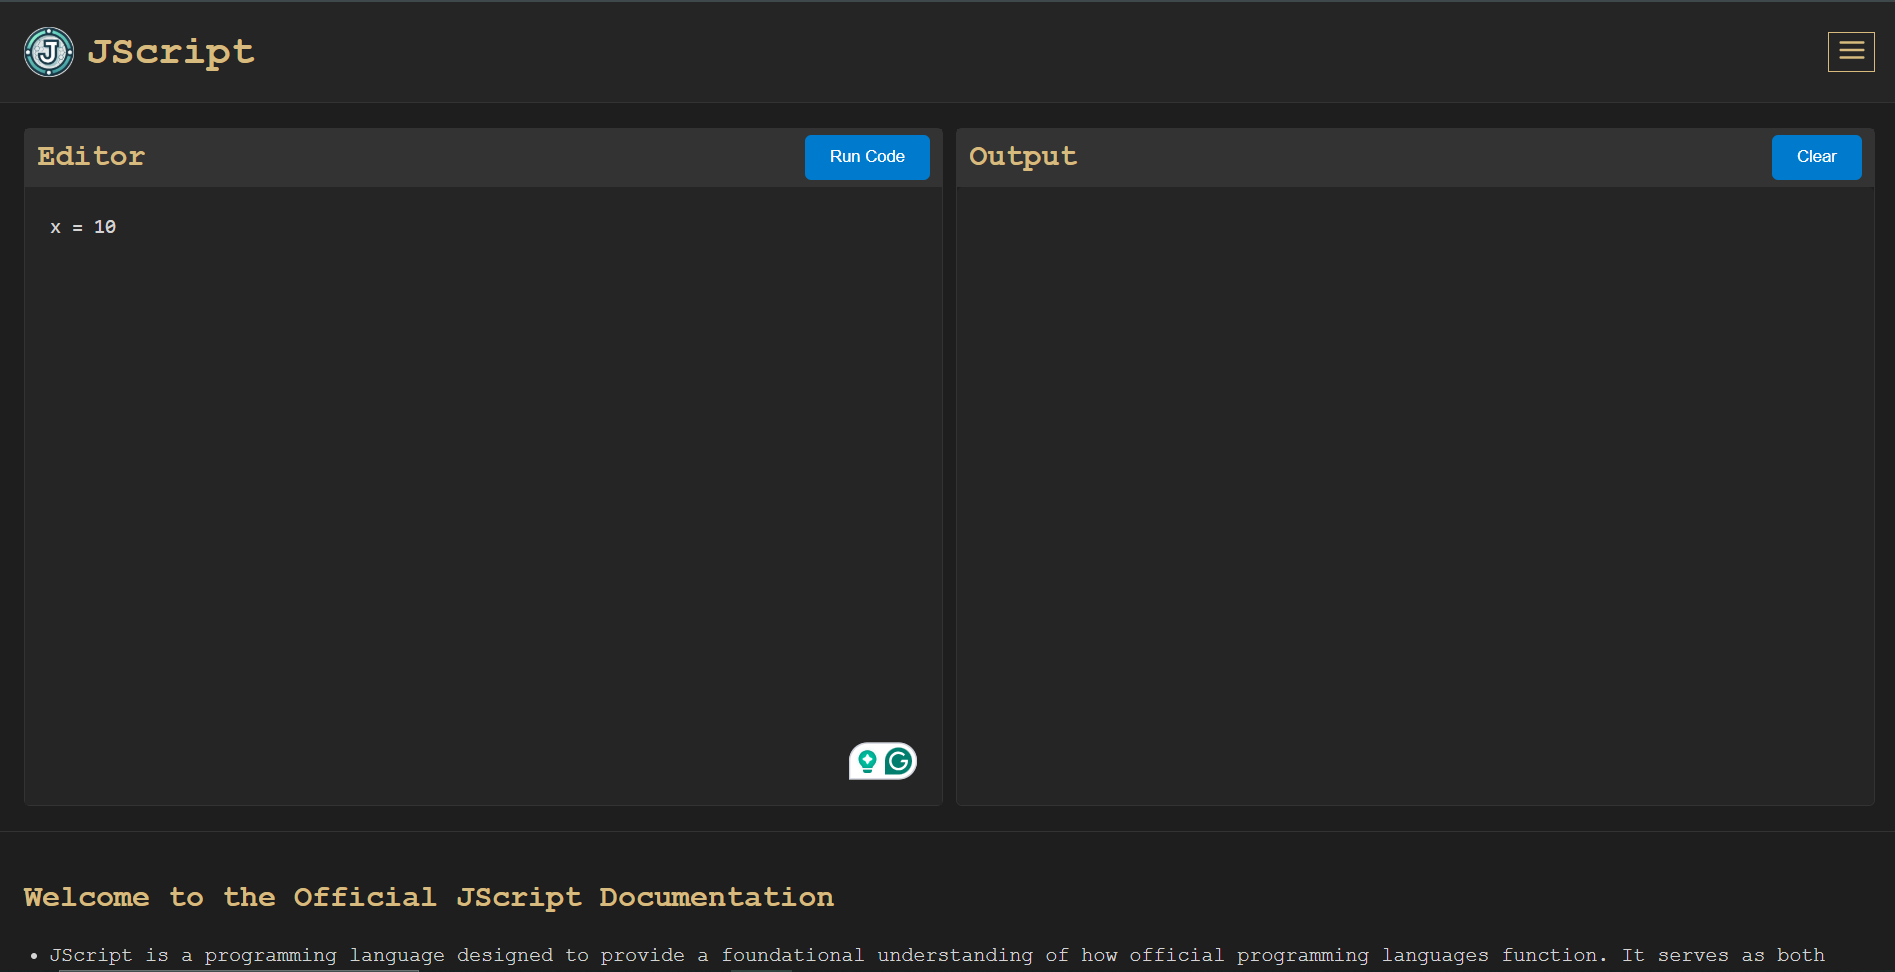 J JScript
Editor
Run Code
Output
Clear
x = 10
G
Welcome to the Official JScript Documentation
• JScript is a programming language designed to provide a foundational understanding of how official programming languages function. It serves as both